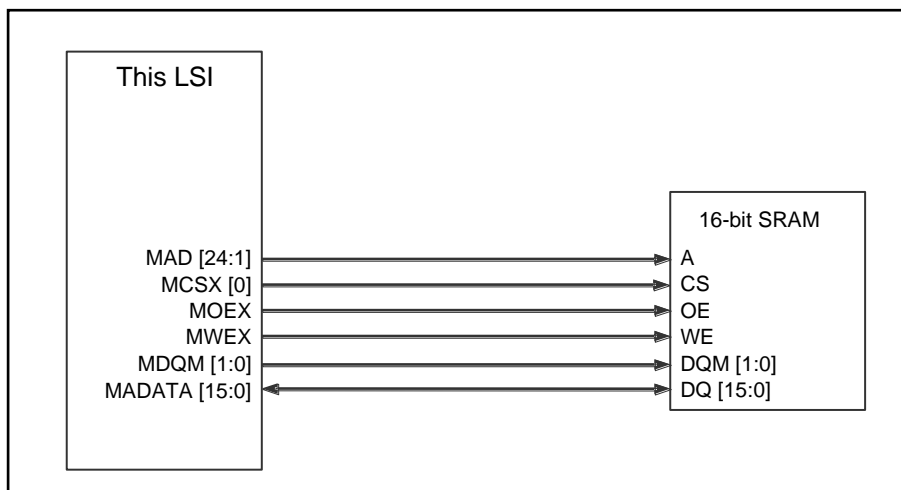 This LSI
16-bit SRAM
MAD [24:1]
A
MCSX [0]
CS
MOEX
OE
MWEX
WE
MDQM [1:0]
DQM [1:0]
MADATA [15:0]
DQ [15:0]